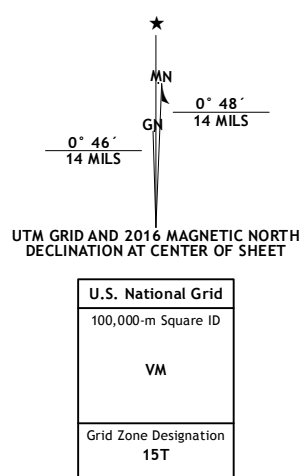 ★
MN
0° 48´
14 MILS
GN
0° 46´
14 MILS
UTM GRID AND 2016 MAGNETIC NORTH
DECLINATION AT CENTER OF SHEET
U.S. National Grid
100,000-m Square ID
VM
Grid Zone Designation
15T